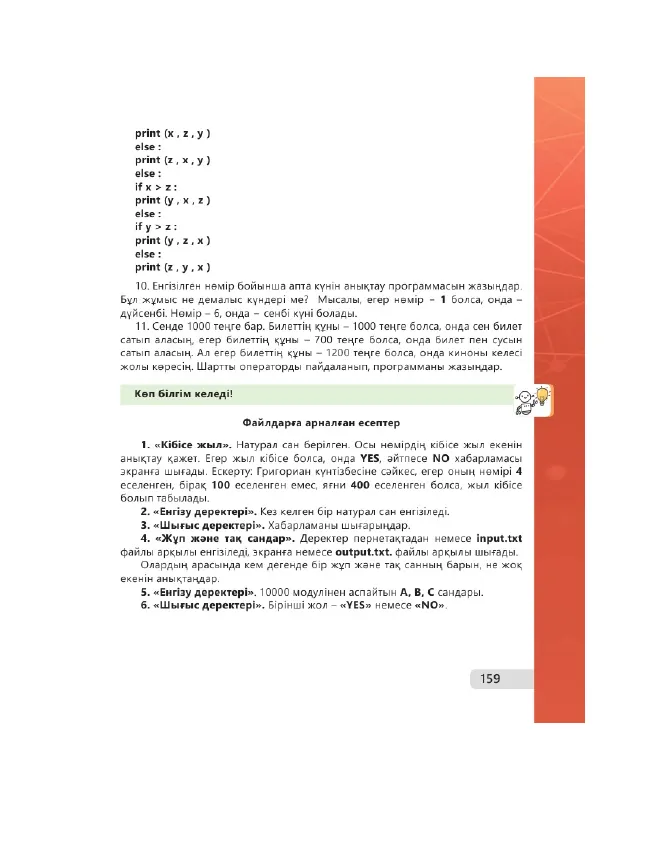 print (x , z , y )
else :
print (z , x , y )
else :
if x > z :
print (y , x , z )
else :
if y > z :
print (y , z , x )
else :
print (z , y , x )
10. Енгізілген нөмір бойынша апта күнін анықтау программасын жазыңдар.
Бұл жұмыс не демалыс күндері ме? Мысалы, егер нөмір – 1 болса, онда –
дүйсенбі. Нөмір – 6, онда – сенбі күні болады.
11. Сенде 1000 теңге бар. Билеттің құны – 1000 теңге болса, онда сен билет
сатып аласың, егер билеттің құны – 700 теңге болса, онда билет пен сусын
сатып аласың. Ал егер билеттің құны – 1200 теңге болса, онда киноны келесі
жолы көресің. Шартты операторды пайдаланып, программаны жазыңдар.
Көп білгім келеді!
Файлдарға арналған есептер
1. «Кібісе жыл». Натурал сан берілген. Осы нөмірдің кібісе жыл екенін
анықтау қажет. Егер жыл кібісе болса, онда YES, әйтпесе NO хабарламасы
экранға шығады. Ескерту: Григориан күнтізбесіне сәйкес, егер оның нөмірі 4
еселенген, бірақ 100 еселенген емес, яғни 400 еселенген болса, жыл кібісе
болып табылады.
2. «Енгізу деректері». Кез келген бір натурал сан енгізіледі.
3. «Шығыс деректері». Хабарламаны шығарыңдар.
4. «Жұп және тақ сандар». Деректер пернетақтадан немесе input.txt
файлы арқылы енгізіледі, экранға немесе output.txt. файлы арқылы шығады.
Олардың арасында кем дегенде бір жұп және тақ санның барын, не жоқ
екенін анықтаңдар.
5. «Енгізу деректері». 10000 модулінен аспайтын А, В, С сандары.
6. «Шығыс деректері». Бірінші жол – «YES» немесе «NO».
159